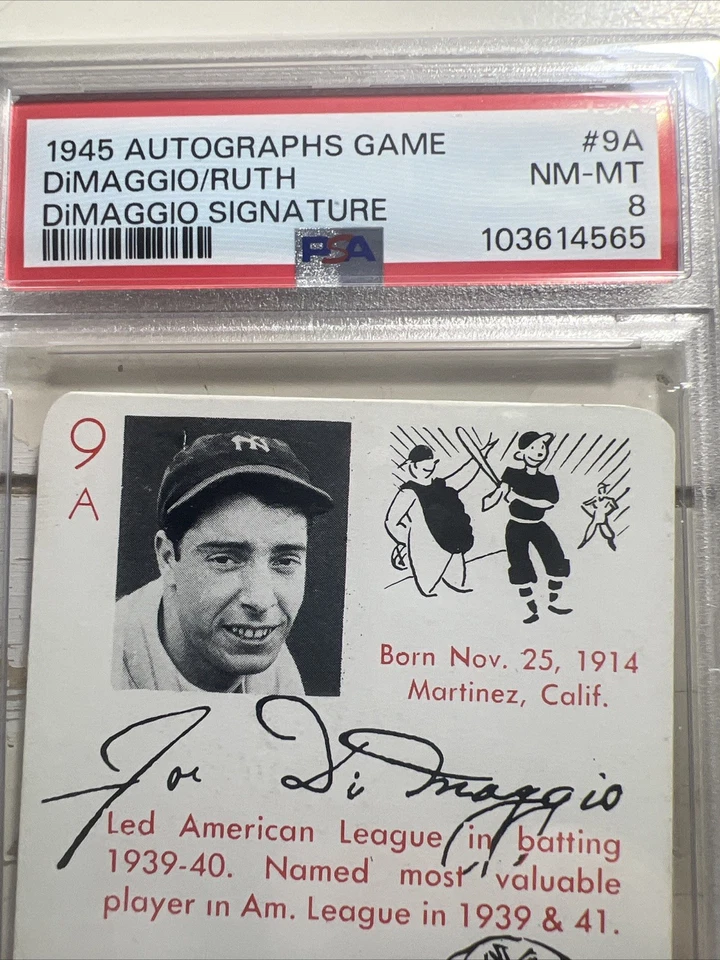 1945 AUTOGRAPHS GAME #9A
DiMAGGIO/RUTH NM-MT
DiMAGGIO SIGNATURE 8
PSA 103614565
9
A
NY
Born Nov. 25, 1914
Martinez, Calif.
Joe DiMaggio
Led American League in batting
1939-40. Named most valuable
player in Am. League in 1939 & 41.